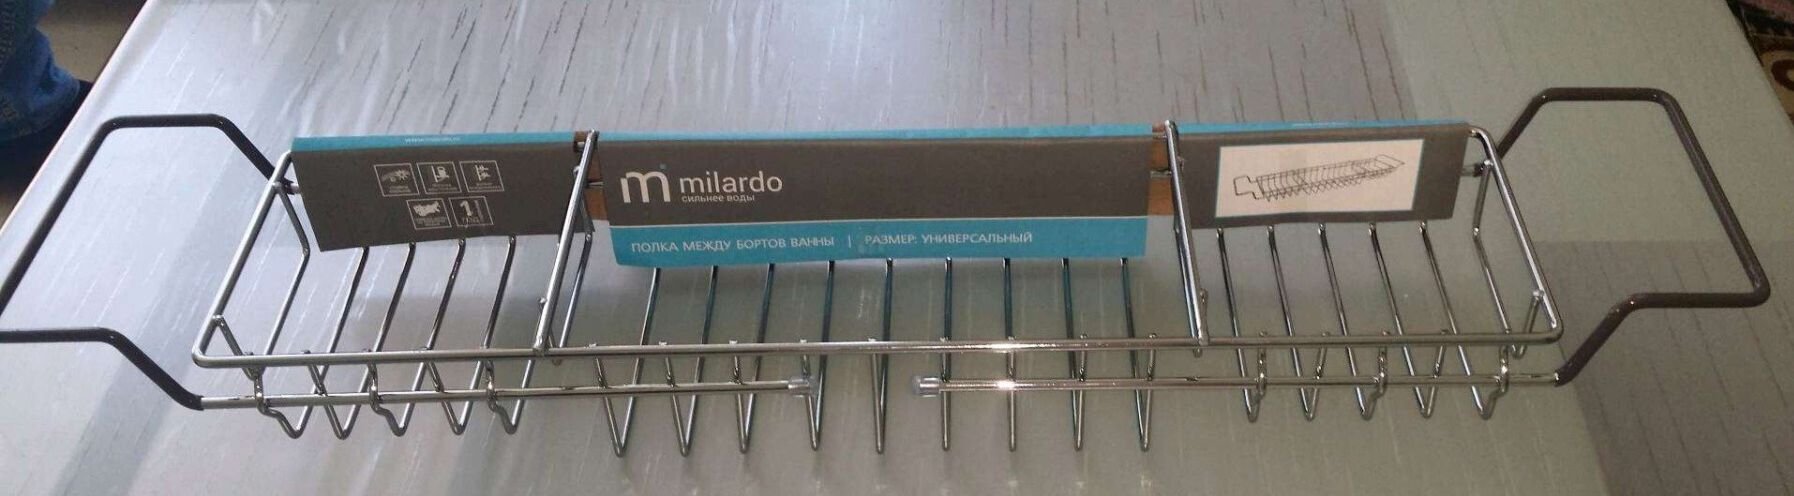 milardo
сильнее воды
ПОЛКА МЕЖДУ БОРТОВ ВАННЫ | РАЗМЕР: УНИВЕРСАЛЬНЫЙ